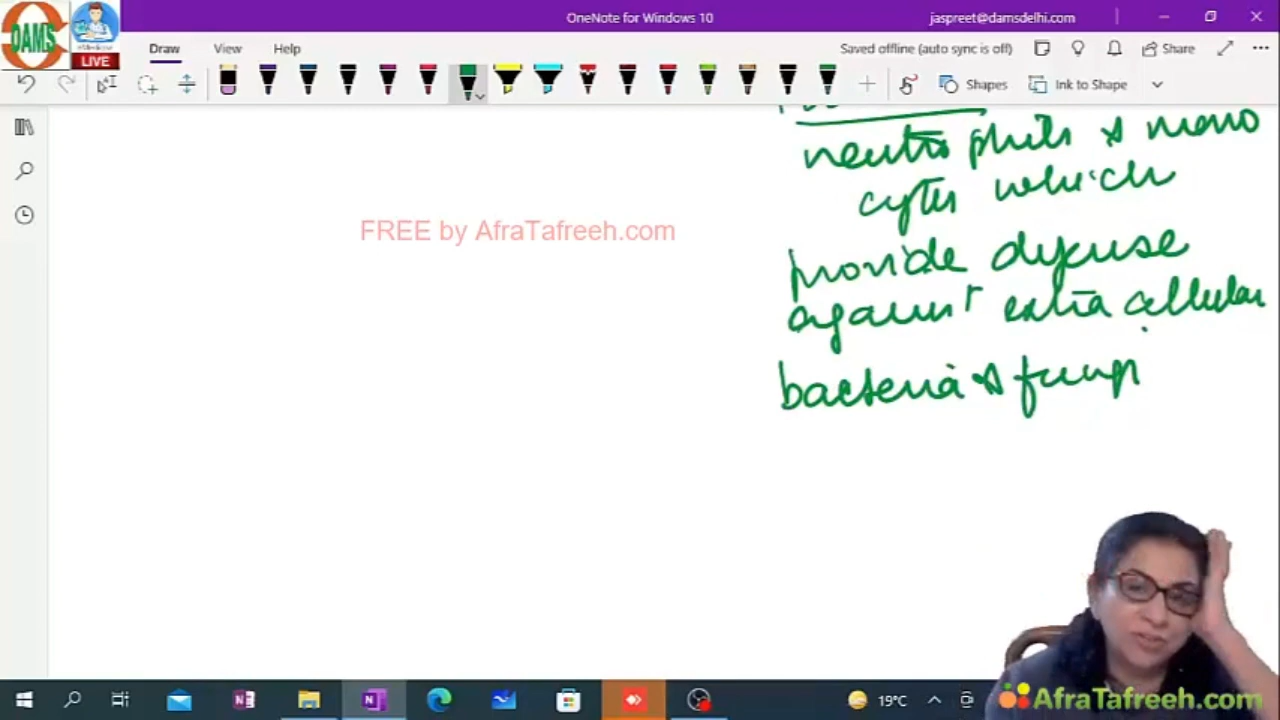 DAMS
eMedicoz
LIVE
OneNote for Windows 10
jaspreet@damsdelhi.com
Draw View Help
Saved offline (auto sync is off)
Share
Shapes
Ink to Shape
neutrophils & mono
cytes which
FREE by AfraTafreeh.com
provide defense
against extra cellular
bacteria & fungi
19°C
AfraTafreeh.com